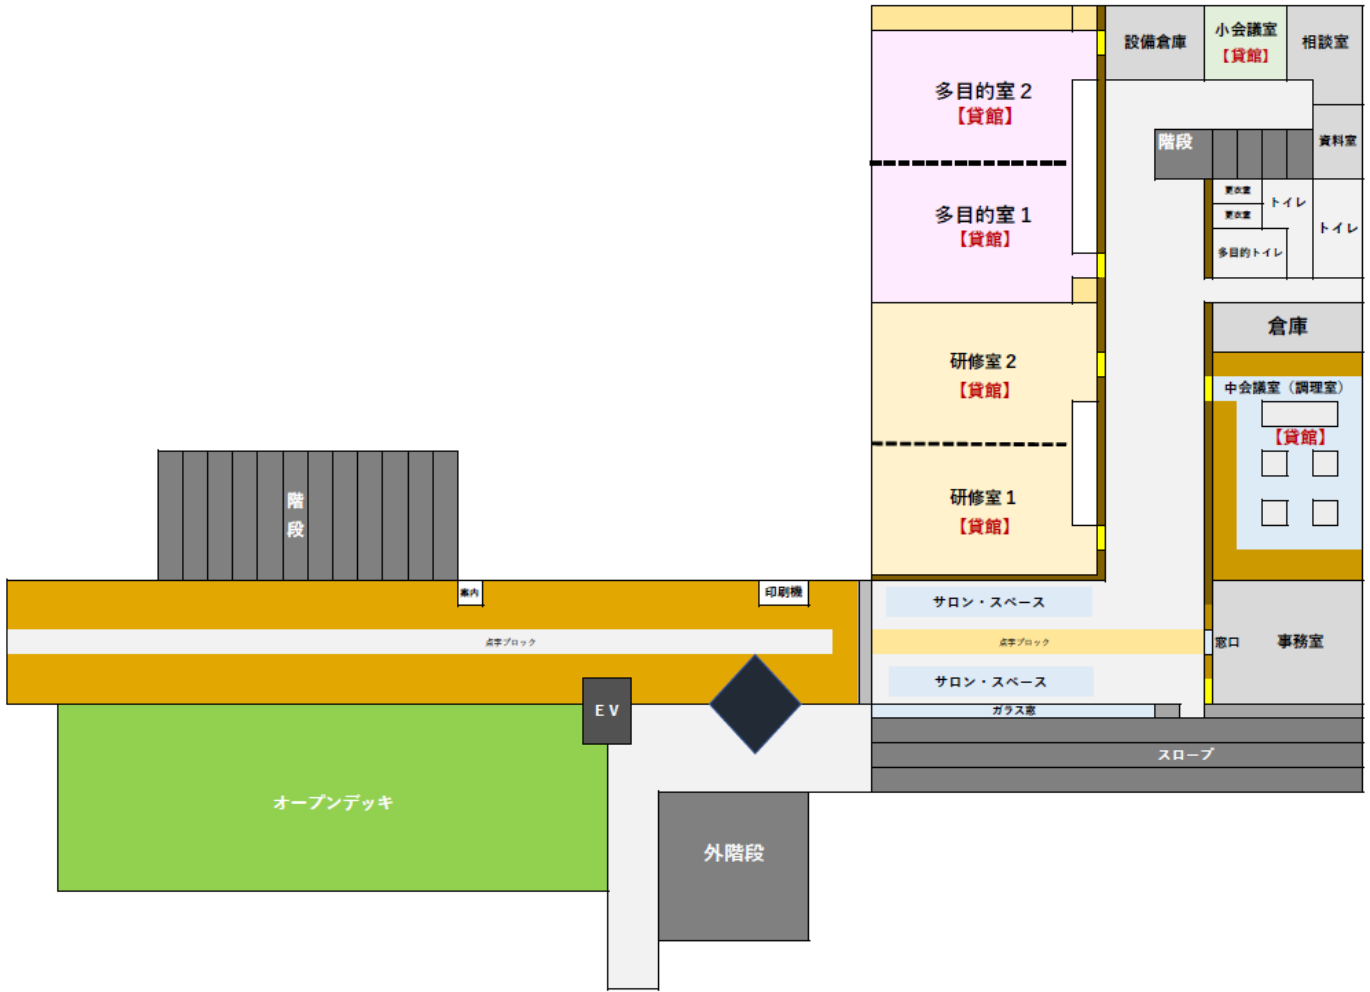 設備倉庫
小会議室
【貸館】
相談室
多目的室２
【貸館】
階段
資料室
更衣室
更衣室
トイレ
トイレ
多目的トイレ
多目的室１
【貸館】
倉庫
研修室２
【貸館】
中会議室（調理室）
【貸館】
研修室１
【貸館】
階
段
案内
印刷機
サロン・スペース
点字ブロック
点字ブロック
窓口
事務室
サロン・スペース
ＥＶ
ガラス窓
スロープ
オープンデッキ
外階段